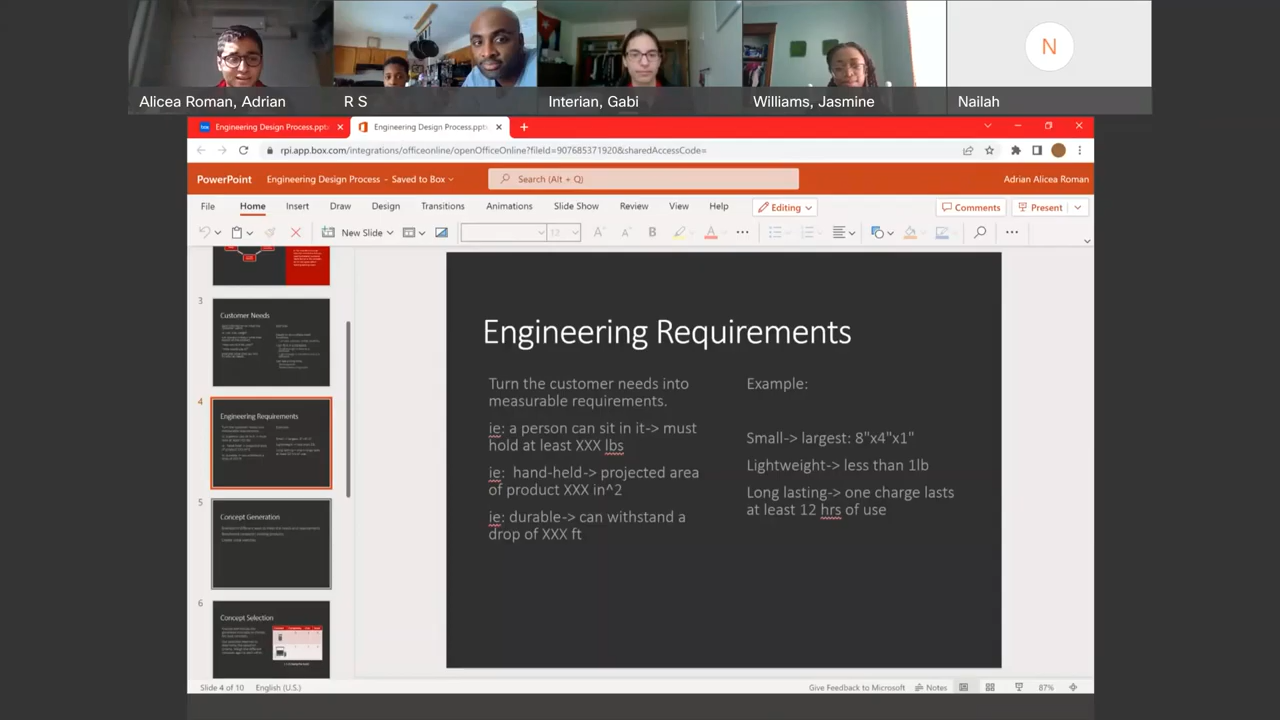 Alicea Roman, Adrian
R S
Interian, Gabi
Williams, Jasmine
N
Nailah
Engineering Design Process.pptx
Engineering Design Process.pptx
rpi.app.box.com/integrations/officeonline/openOfficeOnline?fileId=907685371920&sharedAccessCode=
PowerPoint
Engineering Design Process - Saved to Box
Search (Alt + Q)
Adrian Alicea Roman
File
Home
Insert
Draw
Design
Transitions
Animations
Slide Show
Review
View
Help
Editing
Comments
Present
New Slide
12
3
Customer Needs
4
Engineering Requirements
5
Concept Generation
6
Concept Selection
Engineering Requirements
Turn the customer needs into
measurable requirements.
ie: a person can sit in it-> must
hold at least XXX lbs
ie: hand-held-> projected area
of product XXX in^2
ie: durable-> can withstand a
drop of XXX ft
Example:
Small-> largest: 8"x4"x1"
Lightweight-> less than 1lb
Long lasting-> one charge lasts
at least 12 hrs of use
Slide 4 of 10
English (U.S.)
Give Feedback to Microsoft
Notes
87%